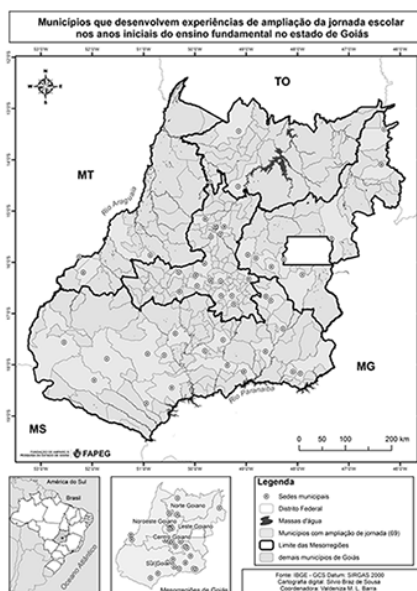 Municípios que desenvolvem experiências de ampliação da jornada escolar
nos anos iniciais do ensino fundamental no estado de Goiás
TO
MT
Rio Araguaia
MG
MS
Rio Paranaíba
FAPEG
0 50 100 200 km
América do Sul
Brasil
Oceano Atlântico
Norte Goiano
Noroeste Goiano
Leste Goiano
Centro Goiano
Sul Goiano
Mesorregiões de Goiás
Legenda
Sedes municipais
Distrito Federal
Massas d'água
Municípios com ampliação de jornada (69)
Limite das Mesorregiões
demais municípios de Goiás
Fonte: IBGE - GCS Datum: SIRGAS 2000
Cartografia digital: Silvio Braz de Sousa
Coordenadora: Valdeniza M. L. Barra